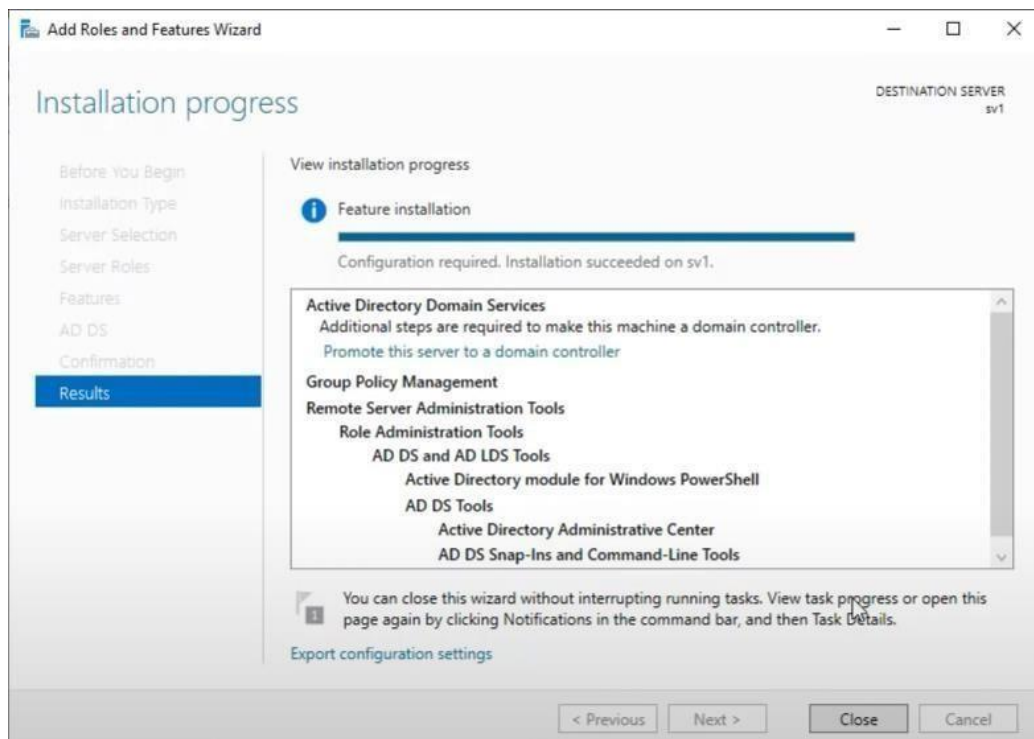 Add Roles and Features Wizard
Installation progress
DESTINATION SERVER
sv1
Before You Begin
Installation Type
Server Selection
Server Roles
Features
AD DS
Confirmation
Results
View installation progress
Feature installation
Configuration required. Installation succeeded on sv1.
Active Directory Domain Services
Additional steps are required to make this machine a domain controller.
Promote this server to a domain controller
Group Policy Management
Remote Server Administration Tools
Role Administration Tools
AD DS and AD LDS Tools
Active Directory module for Windows PowerShell
AD DS Tools
Active Directory Administrative Center
AD DS Snap-Ins and Command-Line Tools
1
You can close this wizard without interrupting running tasks. View task progress or open this
page again by clicking Notifications in the command bar, and then Task Details.
Export configuration settings
< Previous
Next >
Close
Cancel